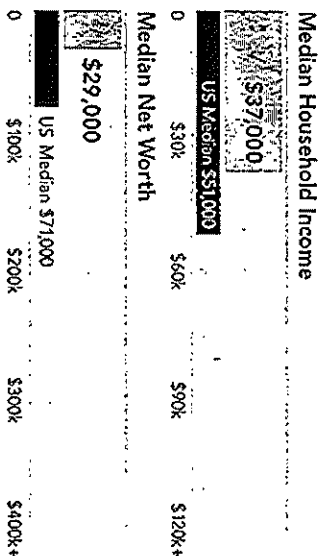 Median Household Income
$37,000
US Median $51,000
0 $30k $60k $90k $120k+
Median Net Worth
$29,000
US Median $71,000
0 $100k $200k $300k $400k+